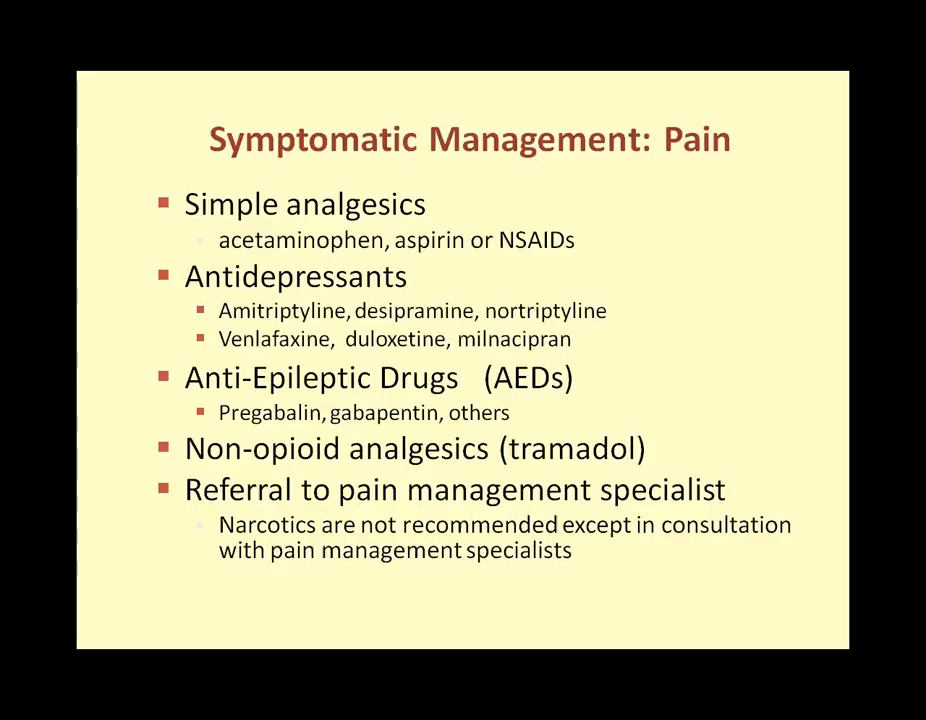 Symptomatic Management: Pain
Simple analgesics
acetaminophen, aspirin or NSAIDs
Antidepressants
Amitriptyline, desipramine, nortriptyline
Venlafaxine, duloxetine, milnacipran
Anti-Epileptic Drugs (AEDs)
Pregabalin, gabapentin, others
Non-opioid analgesics (tramadol)
Referral to pain management specialist
Narcotics are not recommended except in consultation
with pain management specialists